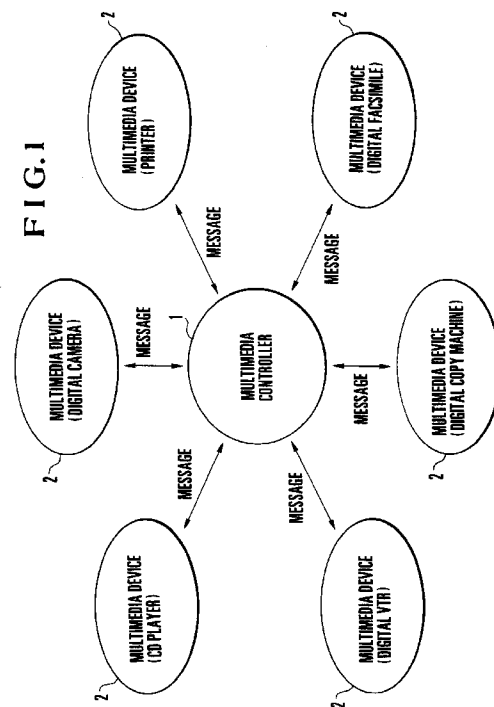 FIG.1
2
MULTIMEDIA DEVICE
(CD PLAYER)
2
MULTIMEDIA DEVICE
(DIGITAL CAMERA)
2
MULTIMEDIA DEVICE
(PRINTER)
MESSAGE
MESSAGE
MESSAGE
1
MULTIMEDIA
CONTROLLER
MESSAGE
MESSAGE
MESSAGE
2
MULTIMEDIA DEVICE
(DIGITAL VTR)
2
MULTIMEDIA DEVICE
(DIGITAL COPY MACHINE)
2
MULTIMEDIA DEVICE
(DIGITAL FACSIMILE)